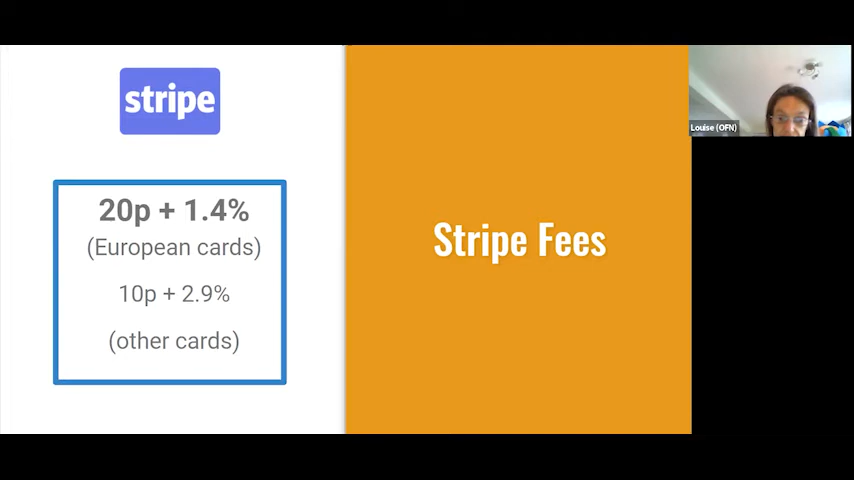 stripe
20p + 1.4%
(European cards)
10p + 2.9%
(other cards)
Stripe Fees
Louise (OFN)